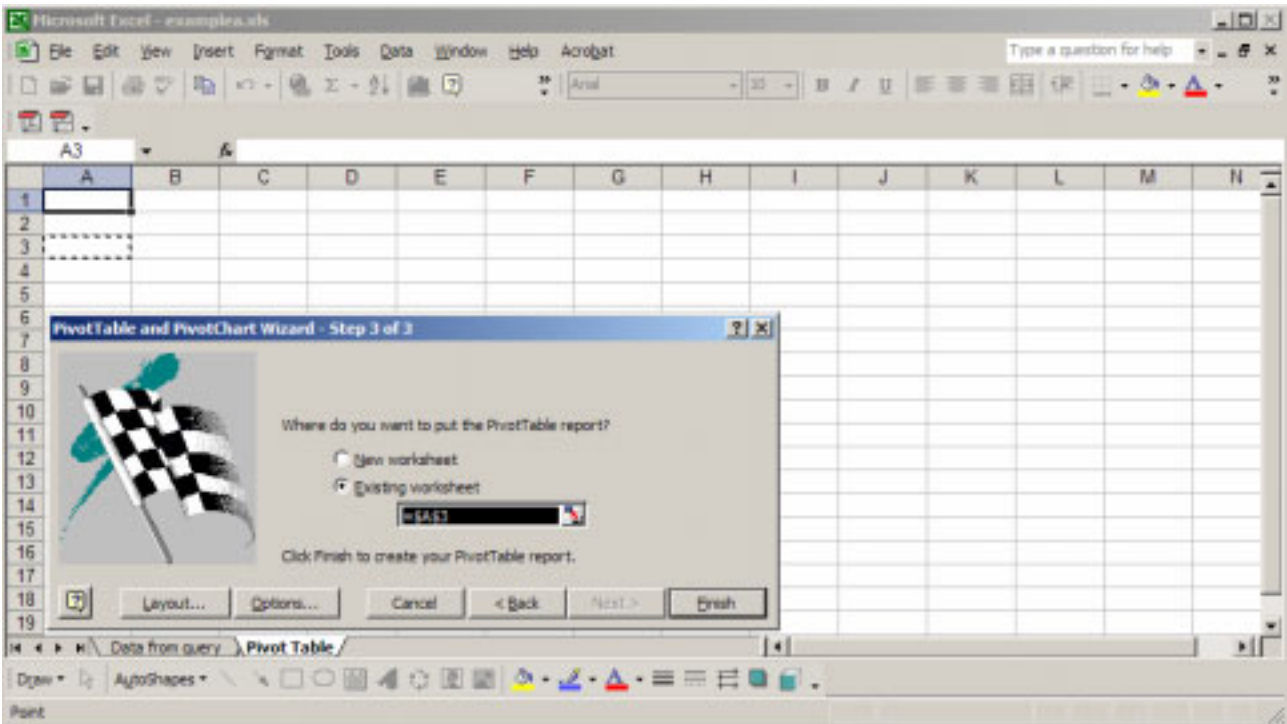 Microsoft Excel - examplea.xls
File Edit View Insert Format Tools Data Window Help Acrobat Type a question for help
Arial 10 B I U
A3 fx
A B C D E F G H I J K L M N
1
2
3
4
5
6
7
8
9
10
11
12
13
14
15
16
17
18
19
PivotTable and PivotChart Wizard - Step 3 of 3
Where do you want to put the PivotTable report?
New worksheet
Existing worksheet
=$A$3
Click Finish to create your PivotTable report.
Layout... Options... Cancel < Back Next > Finish
Data from query Pivot Table
Draw AutoShapes
Point